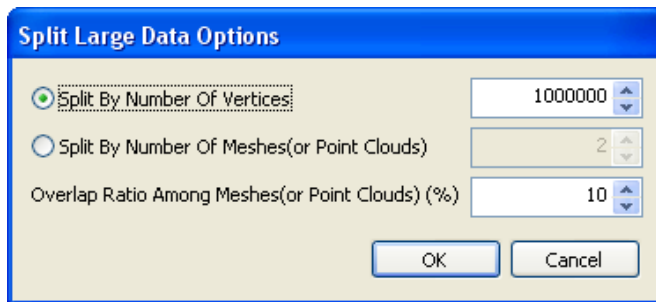 Split Large Data Options
Split By Number Of Vertices 1000000
Split By Number Of Meshes(or Point Clouds) 2
Overlap Ratio Among Meshes(or Point Clouds) (%) 10
OK Cancel